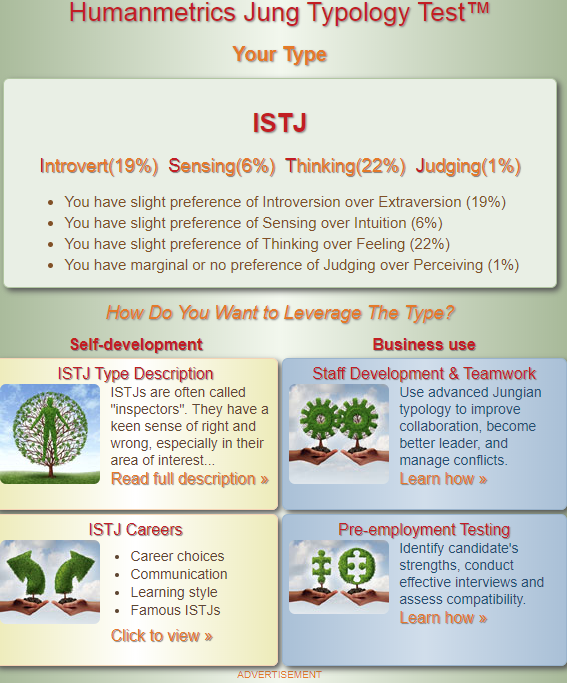 Humanmetrics Jung Typology Test™
Your Type
ISTJ
Introvert(19%) Sensing(6%) Thinking(22%) Judging(1%)
• You have slight preference of Introversion over Extraversion (19%)
• You have slight preference of Sensing over Intuition (6%)
• You have slight preference of Thinking over Feeling (22%)
• You have marginal or no preference of Judging over Perceiving (1%)
How Do You Want to Leverage The Type?
Self-development
ISTJ Type Description
ISTJs are often called
"inspectors". They have a
keen sense of right and
wrong, especially in their
area of interest...
Read full description »
ISTJ Careers
• Career choices
• Communication
• Learning style
• Famous ISTJs
Click to view »
Business use
Staff Development & Teamwork
Use advanced Jungian
typology to improve
collaboration, become
better leader, and
manage conflicts.
Learn how »
Pre-employment Testing
Identify candidate's
strengths, conduct
effective interviews and
assess compatibility.
Learn how »
ADVERTISEMENT